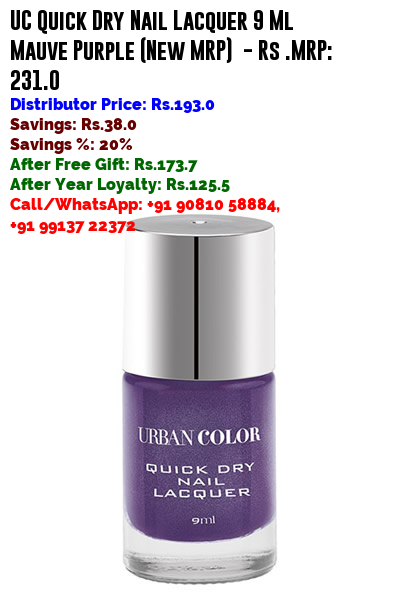 UC Quick Dry Nail Lacquer 9 Ml
Mauve Purple (New MRP) - Rs .MRP:
231.0
Distributor Price: Rs.193.0
Savings: Rs.38.0
Savings %: 20%
After Free Gift: Rs.173.7
After Year Loyalty: Rs.125.5
Call/WhatsApp: +91 90810 58884,
+91 99137 22372
URBAN COLOR
QUICK DRY
NAIL
LACQUER
9ml